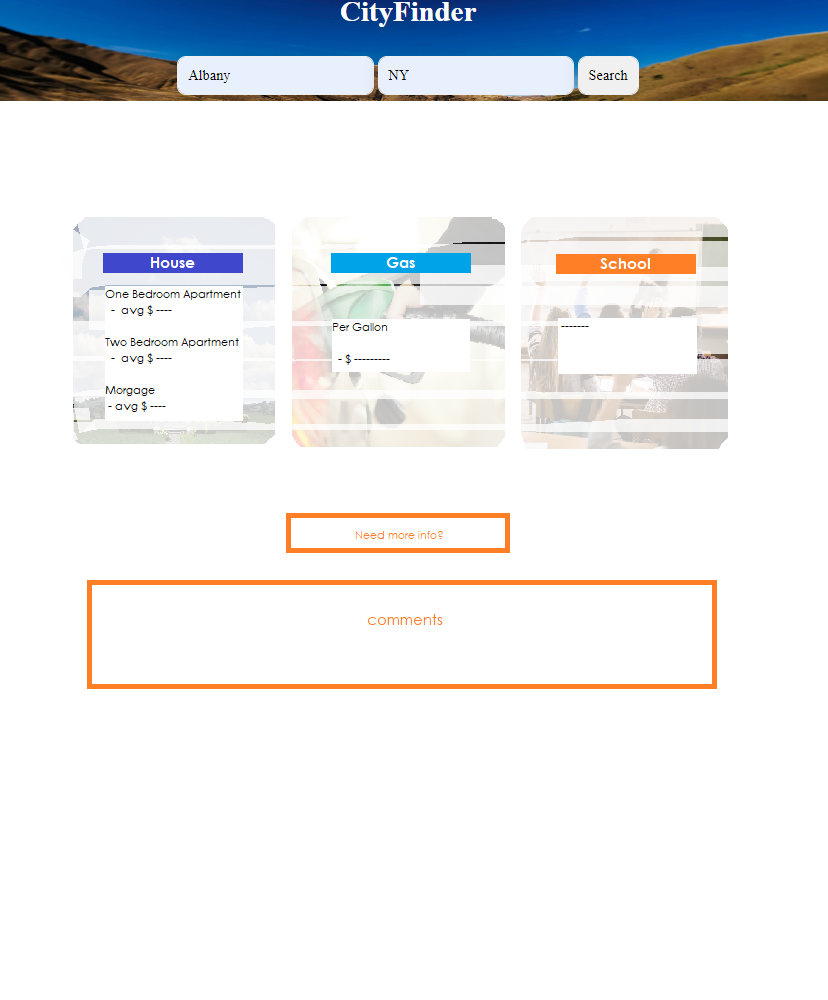 CityFinder
Albany NY Search
House
One Bedroom Apartment
- avg $ ----
Two Bedroom Apartment
- avg $ ----
Morgage
- avg $ ----
Gas
Per Gallon
- $ ---------
School
-------
Need more info?
comments